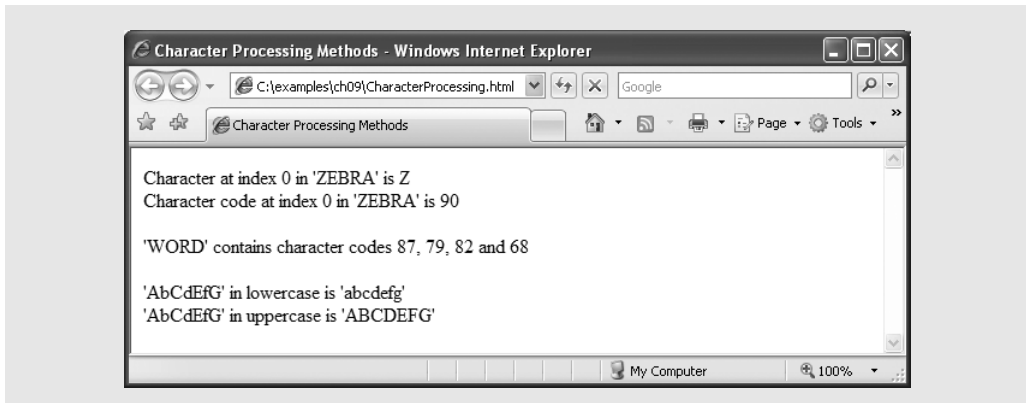 Character Processing Methods - Windows Internet Explorer
C:\examples\ch09\CharacterProcessing.html
Google
Character Processing Methods
Page
Tools
»
Character at index 0 in 'ZEBRA' is Z
Character code at index 0 in 'ZEBRA' is 90
'WORD' contains character codes 87, 79, 82 and 68
'AbCdEfG' in lowercase is 'abcdefg'
'AbCdEfG' in uppercase is 'ABCDEFG'
My Computer
100%